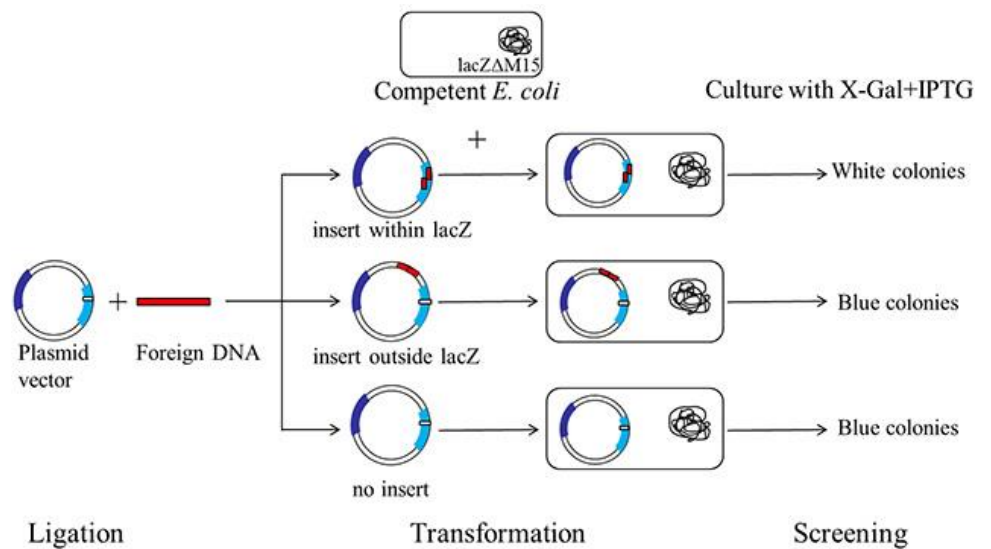 lacZΔM15
Competent E. coli
Culture with X-Gal+IPTG
+
White colonies
insert within lacZ
+
Plasmid
vector
Foreign DNA
insert outside lacZ
Blue colonies
no insert
Blue colonies
Ligation
Transformation
Screening